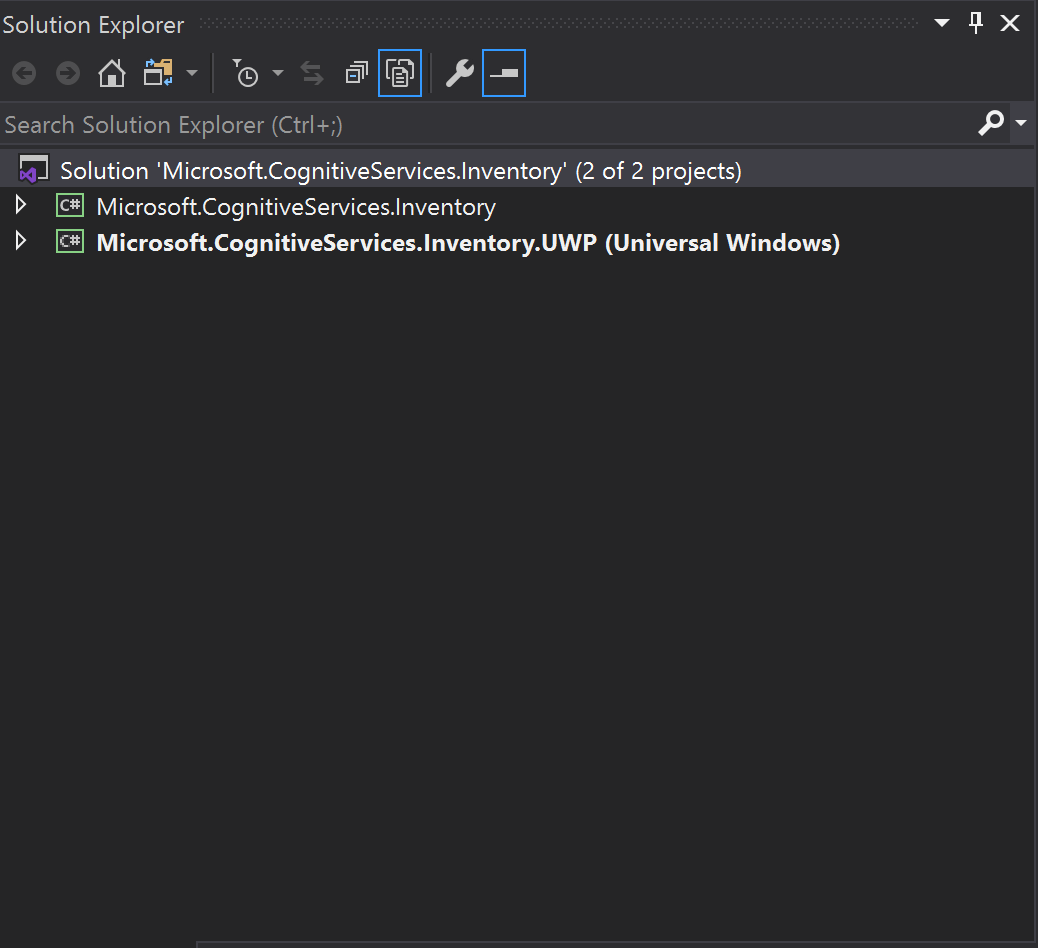 Solution Explorer
Search Solution Explorer (Ctrl+;)
Solution 'Microsoft.CognitiveServices.Inventory' (2 of 2 projects)
C# Microsoft.CognitiveServices.Inventory
C# Microsoft.CognitiveServices.Inventory.UWP (Universal Windows)